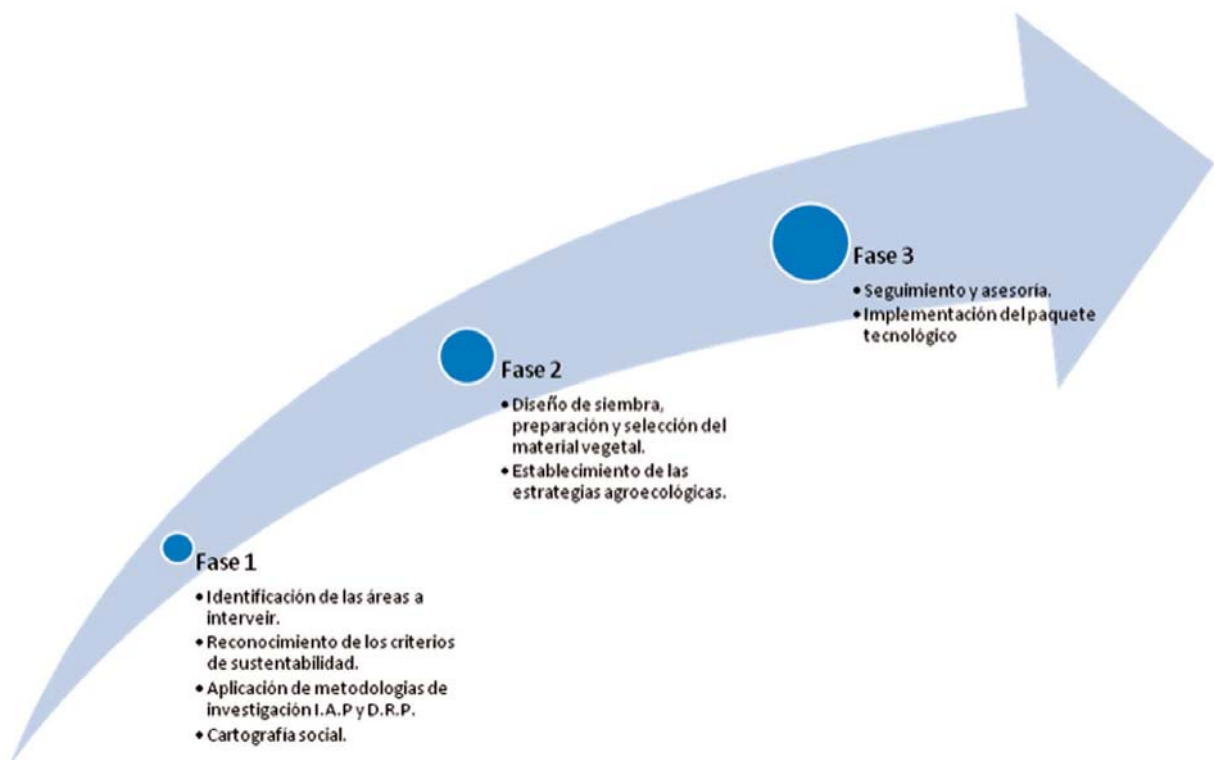 Fase 1
• Identificación de las áreas a
interveir.
• Reconocimiento de los criterios
de sustentabilidad.
• Aplicación de metodologias de
investigación I.A.P y D.R.P.
• Cartografía social.
Fase 2
• Diseño de siembra,
preparación y selección del
material vegetal.
• Establecimiento de las
estrategias agroecológicas.
Fase 3
• Seguimiento y asesoría.
• Implementación del paquete
tecnológico